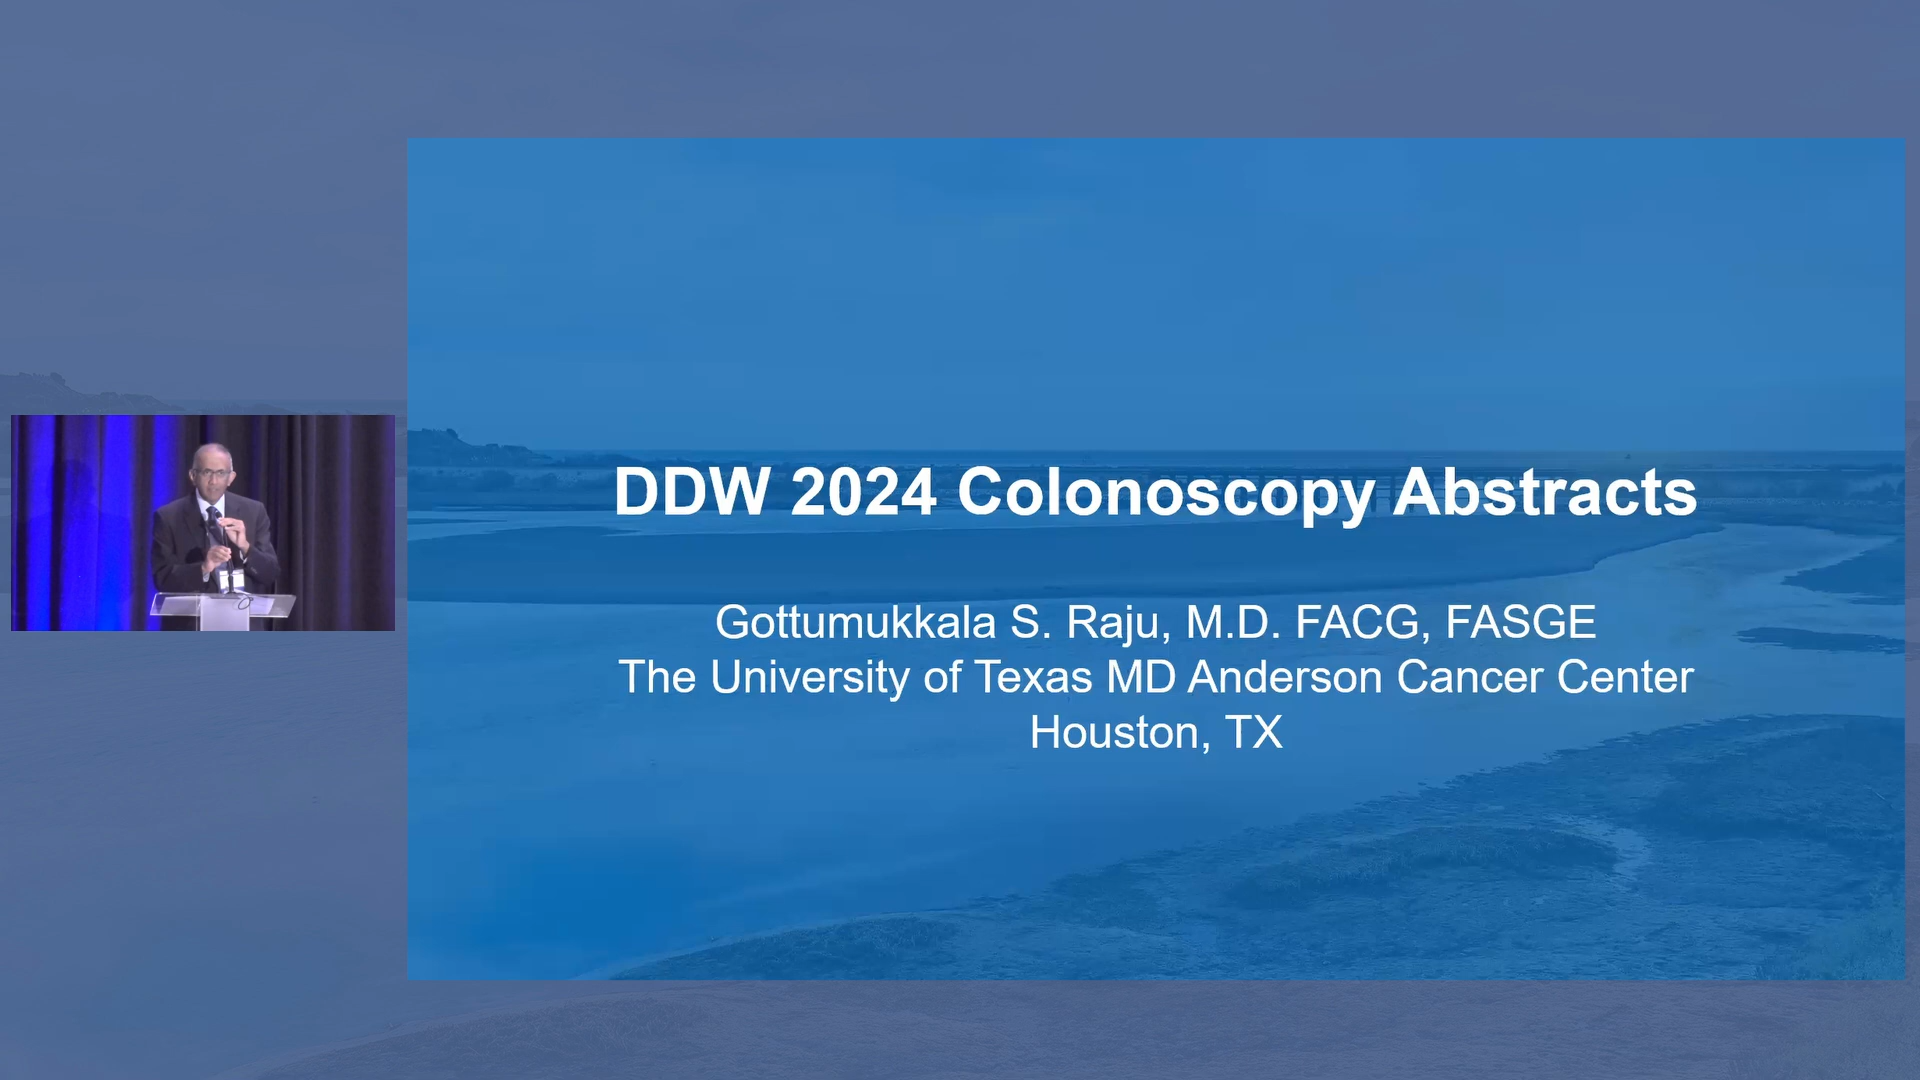 DDW 2024 Colonoscopy Abstracts
Gottumukkala S. Raju, M.D. FACG, FASGE
The University of Texas MD Anderson Cancer Center
Houston, TX